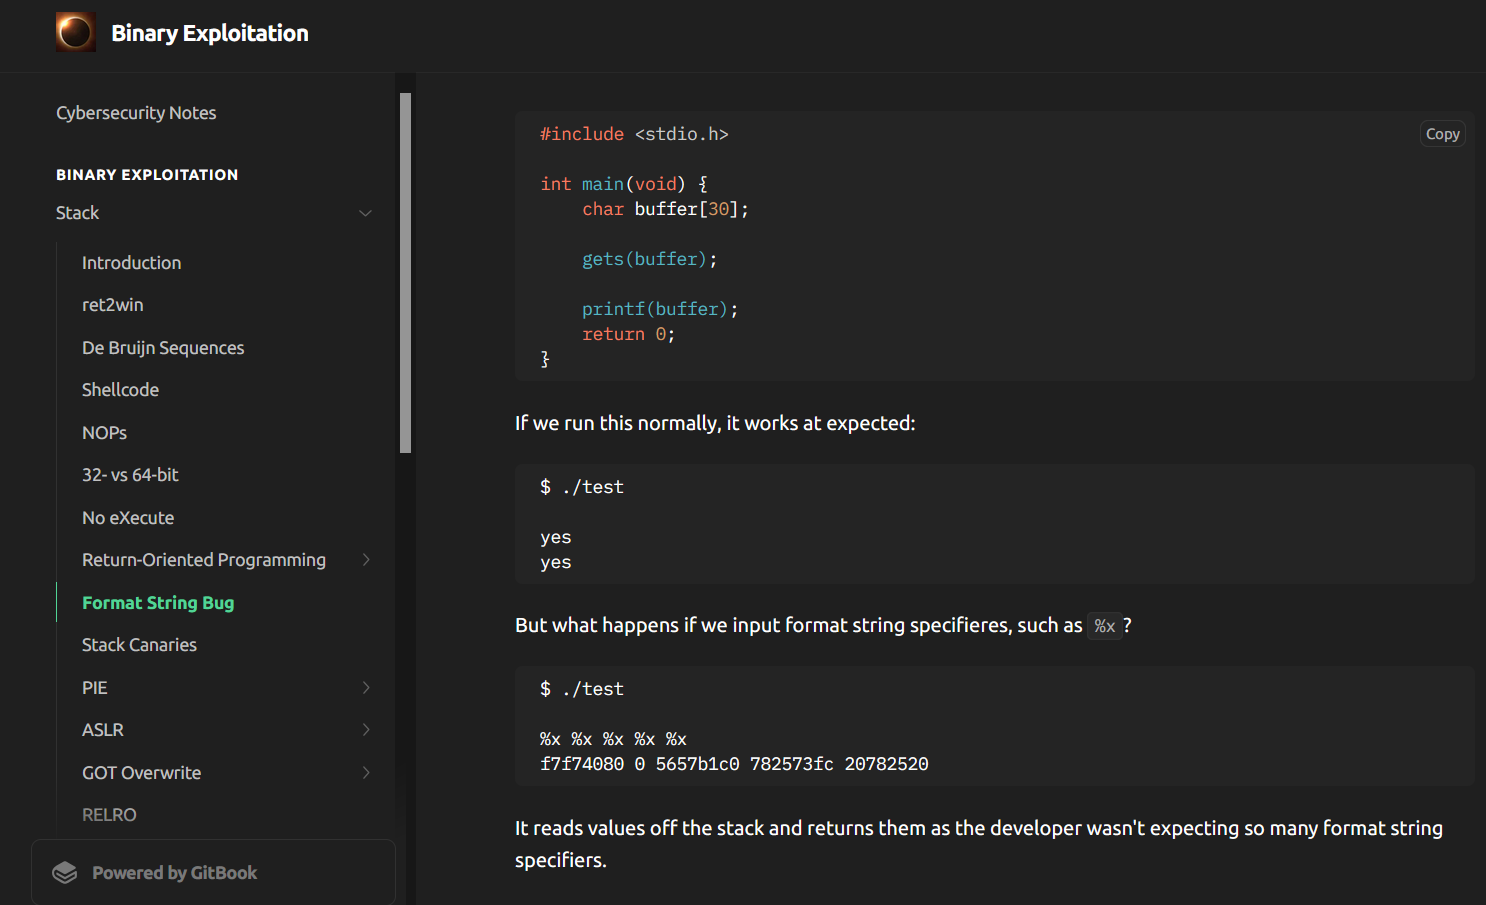 Binary Exploitation
Cybersecurity Notes
BINARY EXPLOITATION
Stack
Introduction
ret2win
De Bruijn Sequences
Shellcode
NOPs
32- vs 64-bit
No eXecute
Return-Oriented Programming
Format String Bug
Stack Canaries
PIE
ASLR
GOT Overwrite
RELRO
Powered by GitBook
Copy
#include <stdio.h>
int main(void) {
    char buffer[30];
    gets(buffer);
    printf(buffer);
    return 0;
}
If we run this normally, it works at expected:
$ ./test
yes
yes
But what happens if we input format string specifieres, such as %x?
$ ./test
%x %x %x %x %x
f7f74080 0 5657b1c0 782573fc 20782520
It reads values off the stack and returns them as the developer wasn't expecting so many format string
specifiers.